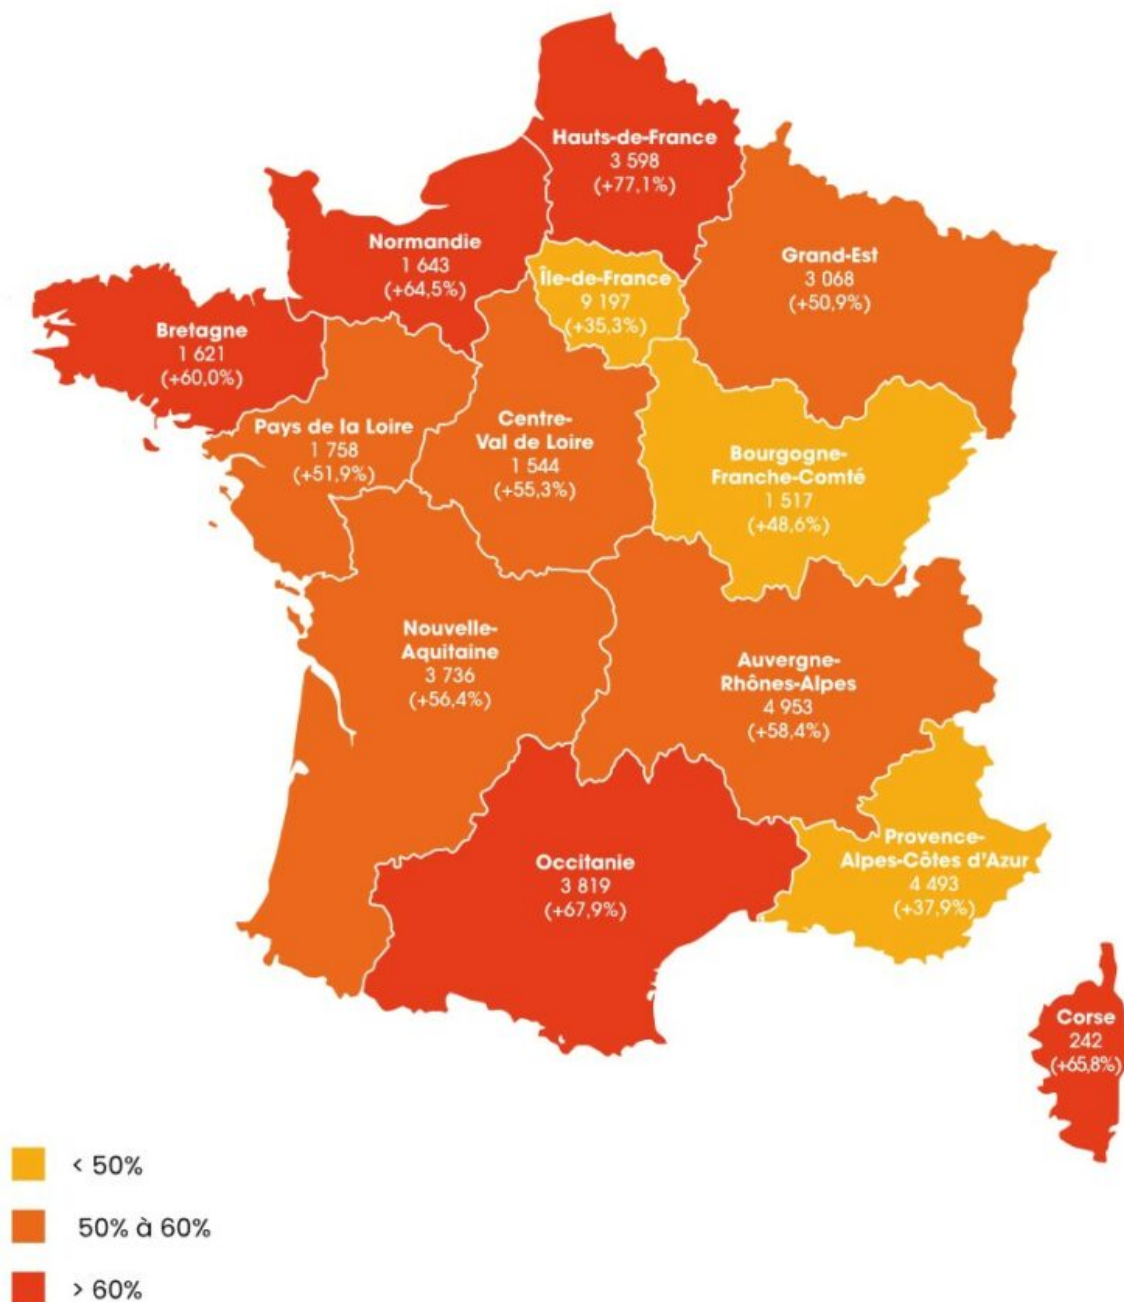 Hauts-de-France
3 598
(+77,1%)
Normandie
1 643
(+64,5%)
Île-de-France
9 197
(+35,3%)
Grand-Est
3 068
(+50,9%)
Bretagne
1 621
(+60,0%)
Pays de la Loire
1 758
(+51,9%)
Centre-
Val de Loire
1 544
(+55,3%)
Bourgogne-
Franche-Comté
1 517
(+48,6%)
Nouvelle-
Aquitaine
3 736
(+56,4%)
Auvergne-
Rhônes-Alpes
4 953
(+58,4%)
Occitanie
3 819
(+67,9%)
Provence-
Alpes-Côtes d'Azur
4 493
(+37,9%)
Corse
242
(+65,8%)
< 50%
50% à 60%
> 60%